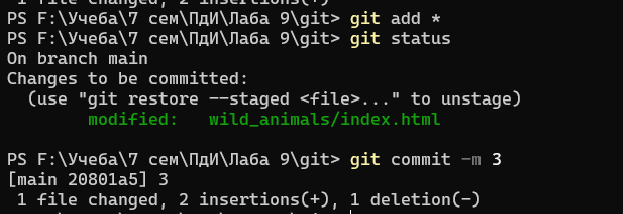 1 file changed, 2 insertions(+)
PS F:\Учеба\7 сем\ПдИ\Лаба 9\git> git add *
PS F:\Учеба\7 сем\ПдИ\Лаба 9\git> git status
On branch main
Changes to be committed:
(use "git restore --staged <file>..." to unstage)
modified: wild_animals/index.html
PS F:\Учеба\7 сем\ПдИ\Лаба 9\git> git commit -m 3
[main 20801a5] 3
1 file changed, 2 insertions(+), 1 deletion(-)